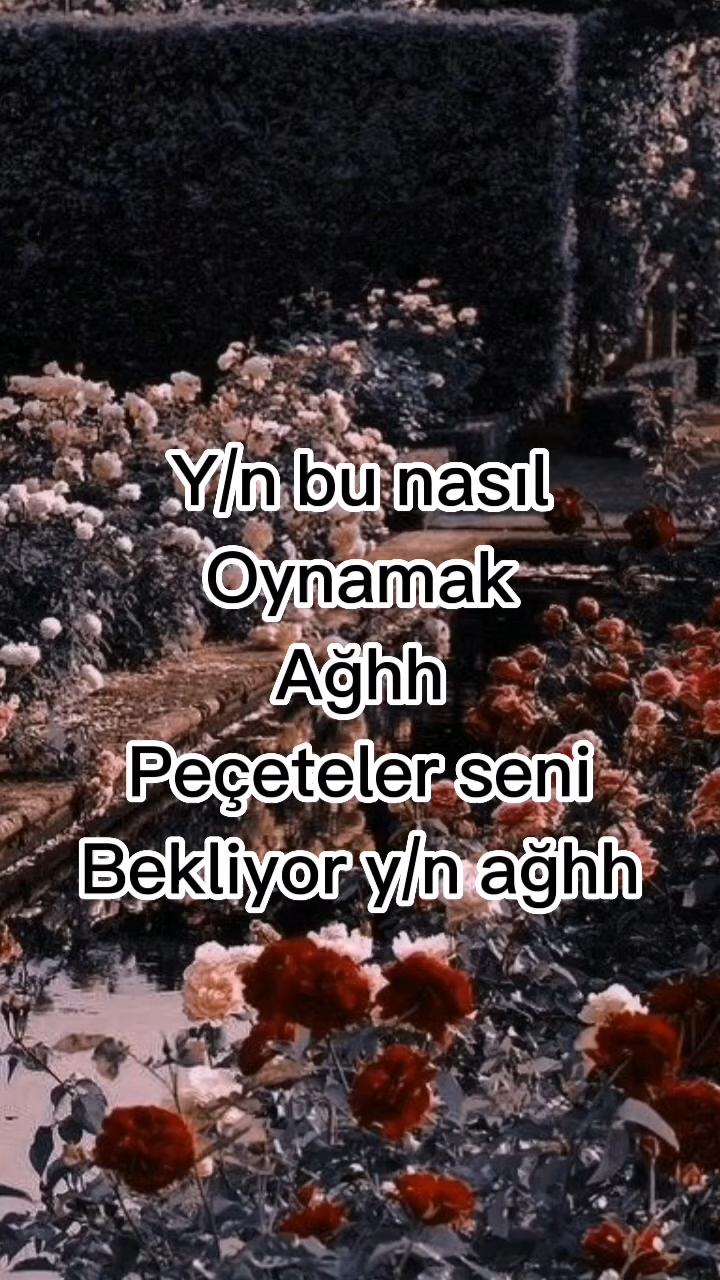 Y/n bu nasıl
Oynamak
Ağhh
Peçeteler seni
Bekliyor y/n ağhh